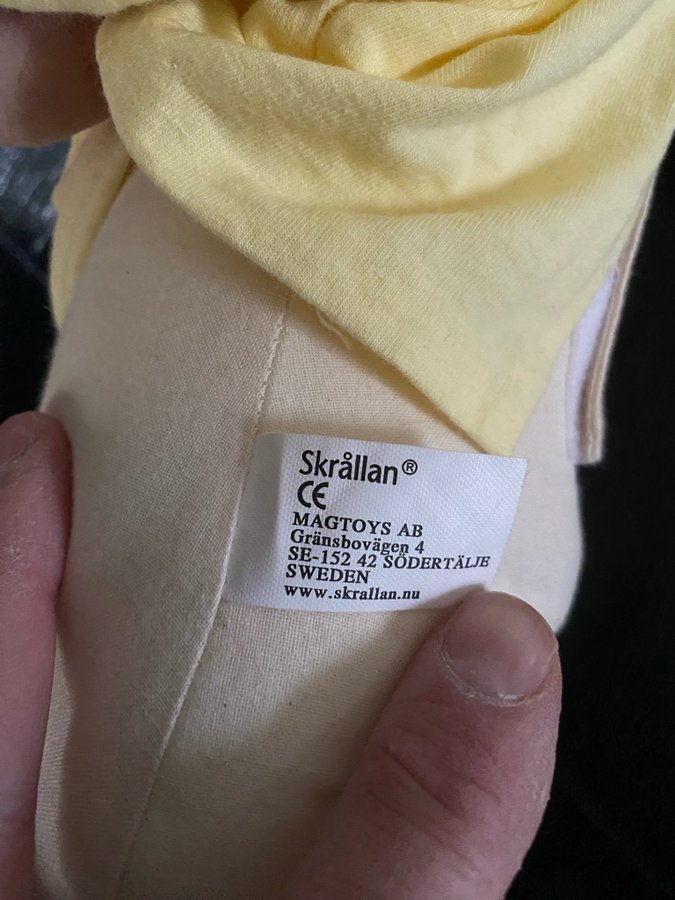 Skrållan®
CE
MAGTOYS AB
Gränsbovägen 4
SE-152 42 SÖDERTÄLJE
SWEDEN
www.skrallan.nu